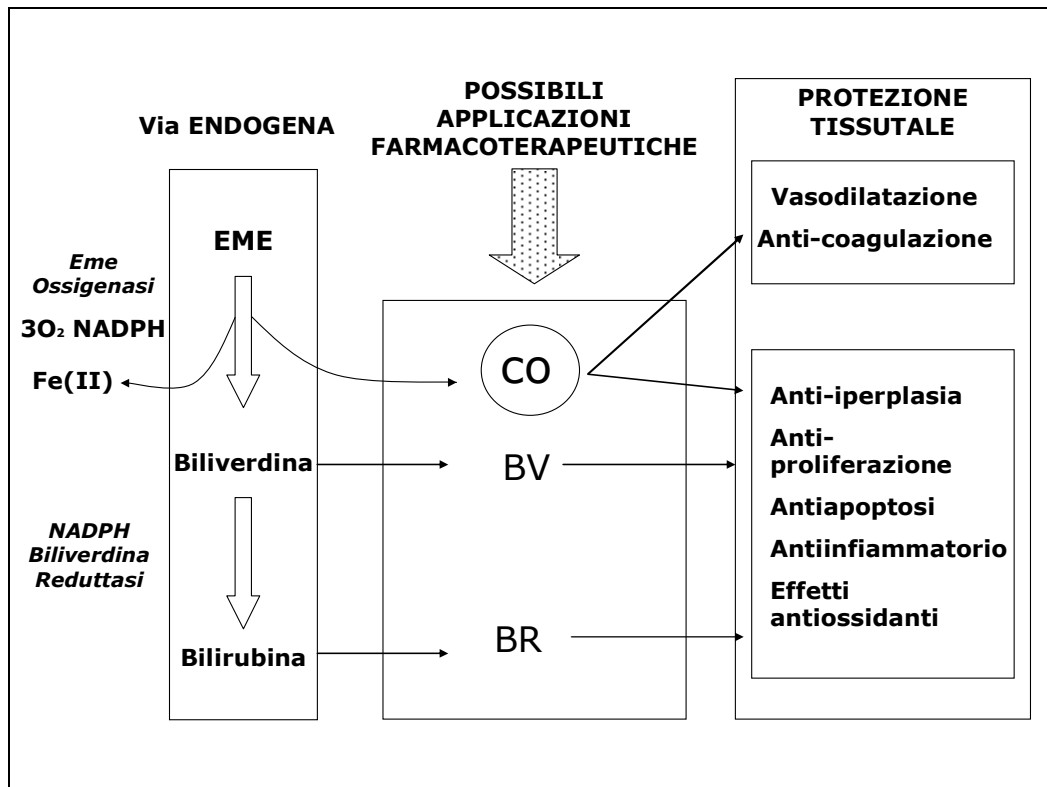 Via ENDOGENA
EME
Eme
Ossigenasi
3O₂ NADPH
Fe(II)
Biliverdina
NADPH
Biliverdina
Reduttasi
Bilirubina
POSSIBILI
APPLICAZIONI
FARMACOTERAPEUTICHE
CO
BV
BR
PROTEZIONE
TISSUTALE
Vasodilatazione
Anti-coagulazione
Anti-iperplasia
Anti-
proliferazione
Antiapoptosi
Antiinfiammatorio
Effetti
antiossidanti